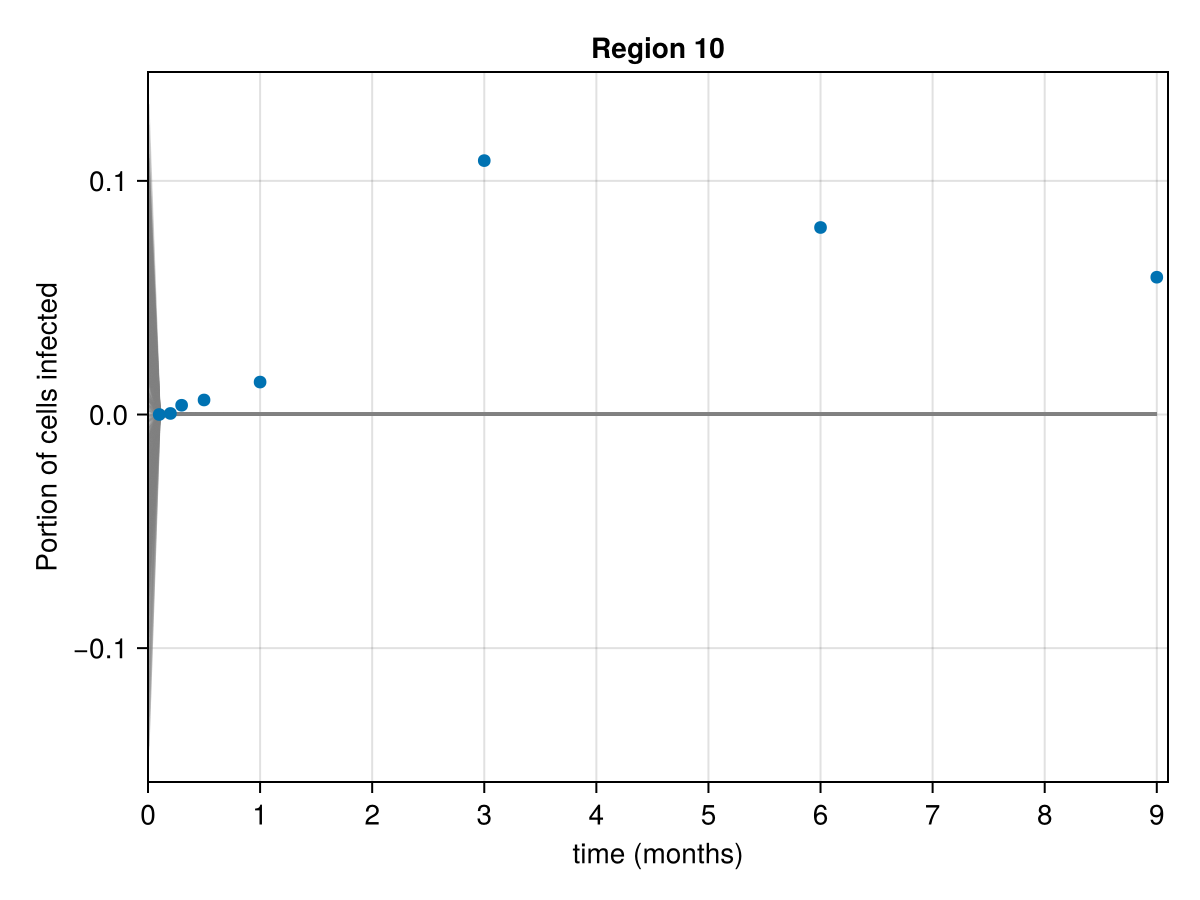 Region 10
Portion of cells infected
0.1
0.0
−0.1
0 1 2 3 4 5 6 7 8 9
time (months)